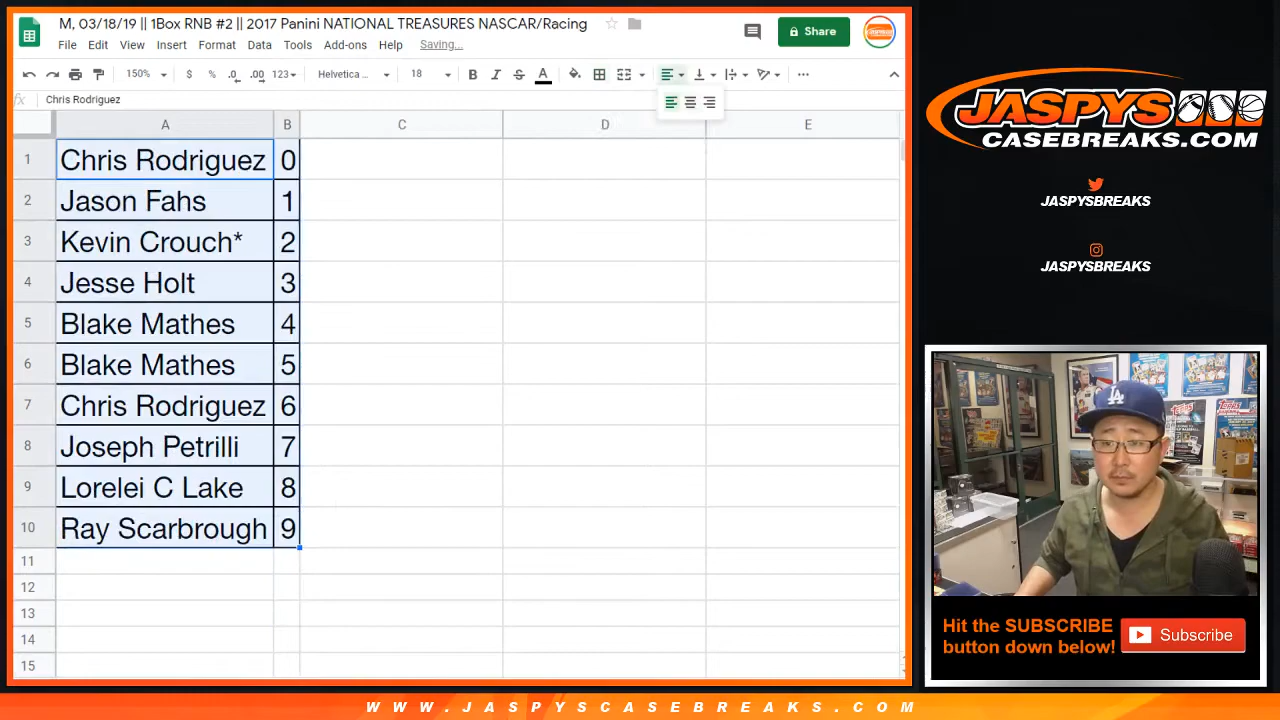 M, 03/18/19 || 1Box RNB #2 || 2017 Panini NATIONAL TREASURES NASCAR/Racing
Share
File Edit View Insert Format Data Tools Add-ons Help Saving...
150% $ % .0 .00 123 Helvetica ... 18 B I S A ...
fx Chris Rodriguez
A B C D E
1 Chris Rodriguez 0
2 Jason Fahs 1
3 Kevin Crouch* 2
4 Jesse Holt 3
5 Blake Mathes 4
6 Blake Mathes 5
7 Chris Rodriguez 6
8 Joseph Petrilli 7
9 Lorelei C Lake 8
10 Ray Scarbrough 9
11
12
13
14
15
JASPYS
CASEBREAKS.COM
JASPYSBREAKS
JASPYSBREAKS
LA
Hit the SUBSCRIBE
button down below!
Subscribe
WWW.JASPYSCASEBREAKS.COM